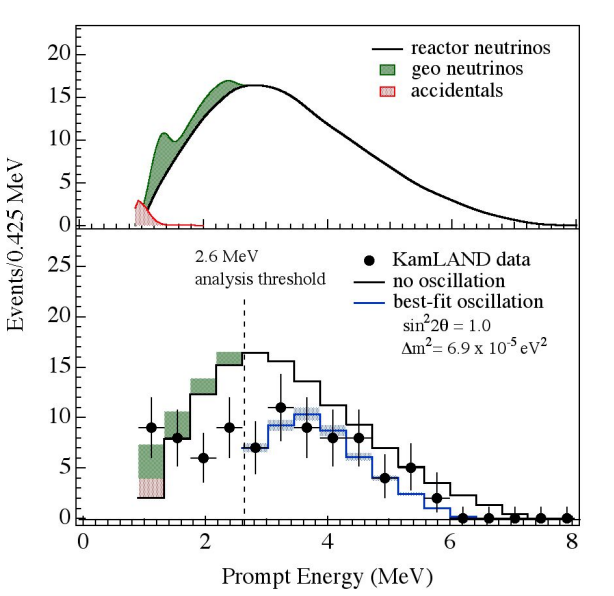 Events/0.425 MeV
20
15
10
5
0
reactor neutrinos
geo neutrinos
accidentals
25
20
15
10
5
0
2.6 MeV
analysis threshold
KamLAND data
no oscillation
best-fit oscillation
sin²2θ = 1.0
Δm²= 6.9 x 10⁻⁵ eV²
0 2 4 6 8
Prompt Energy (MeV)